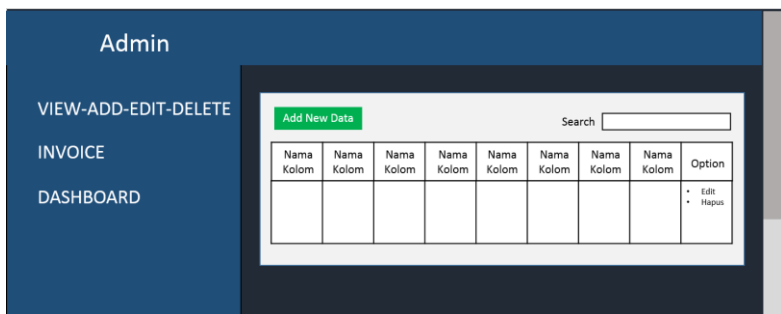 Admin
VIEW-ADD-EDIT-DELETE
INVOICE
DASHBOARD
Add New Data
Search
Nama Kolom
Nama Kolom
Nama Kolom
Nama Kolom
Nama Kolom
Nama Kolom
Nama Kolom
Nama Kolom
Option
• Edit
• Hapus